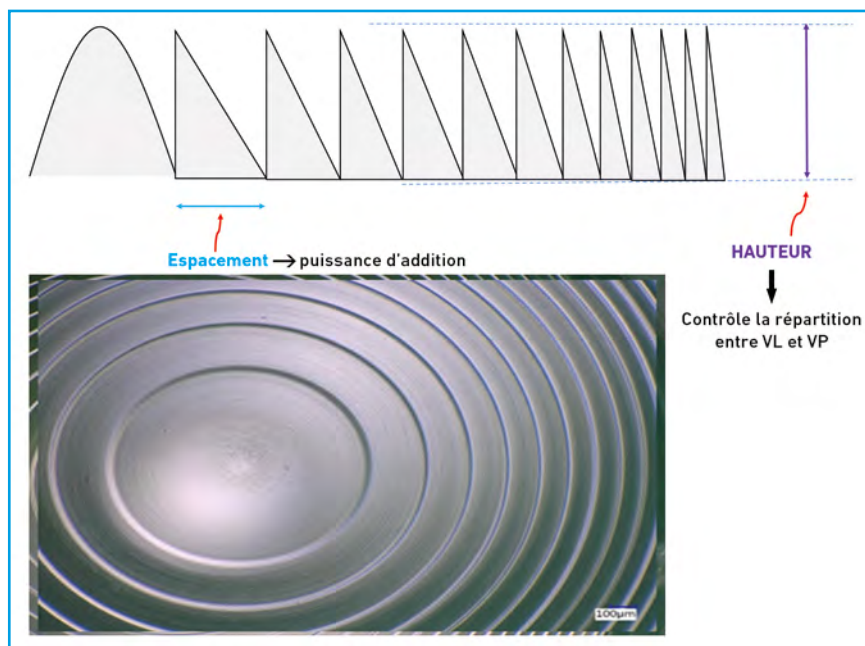 Espacement → puissance d'addition
HAUTEUR
Contrôle la répartition
entre VL et VP
100µm